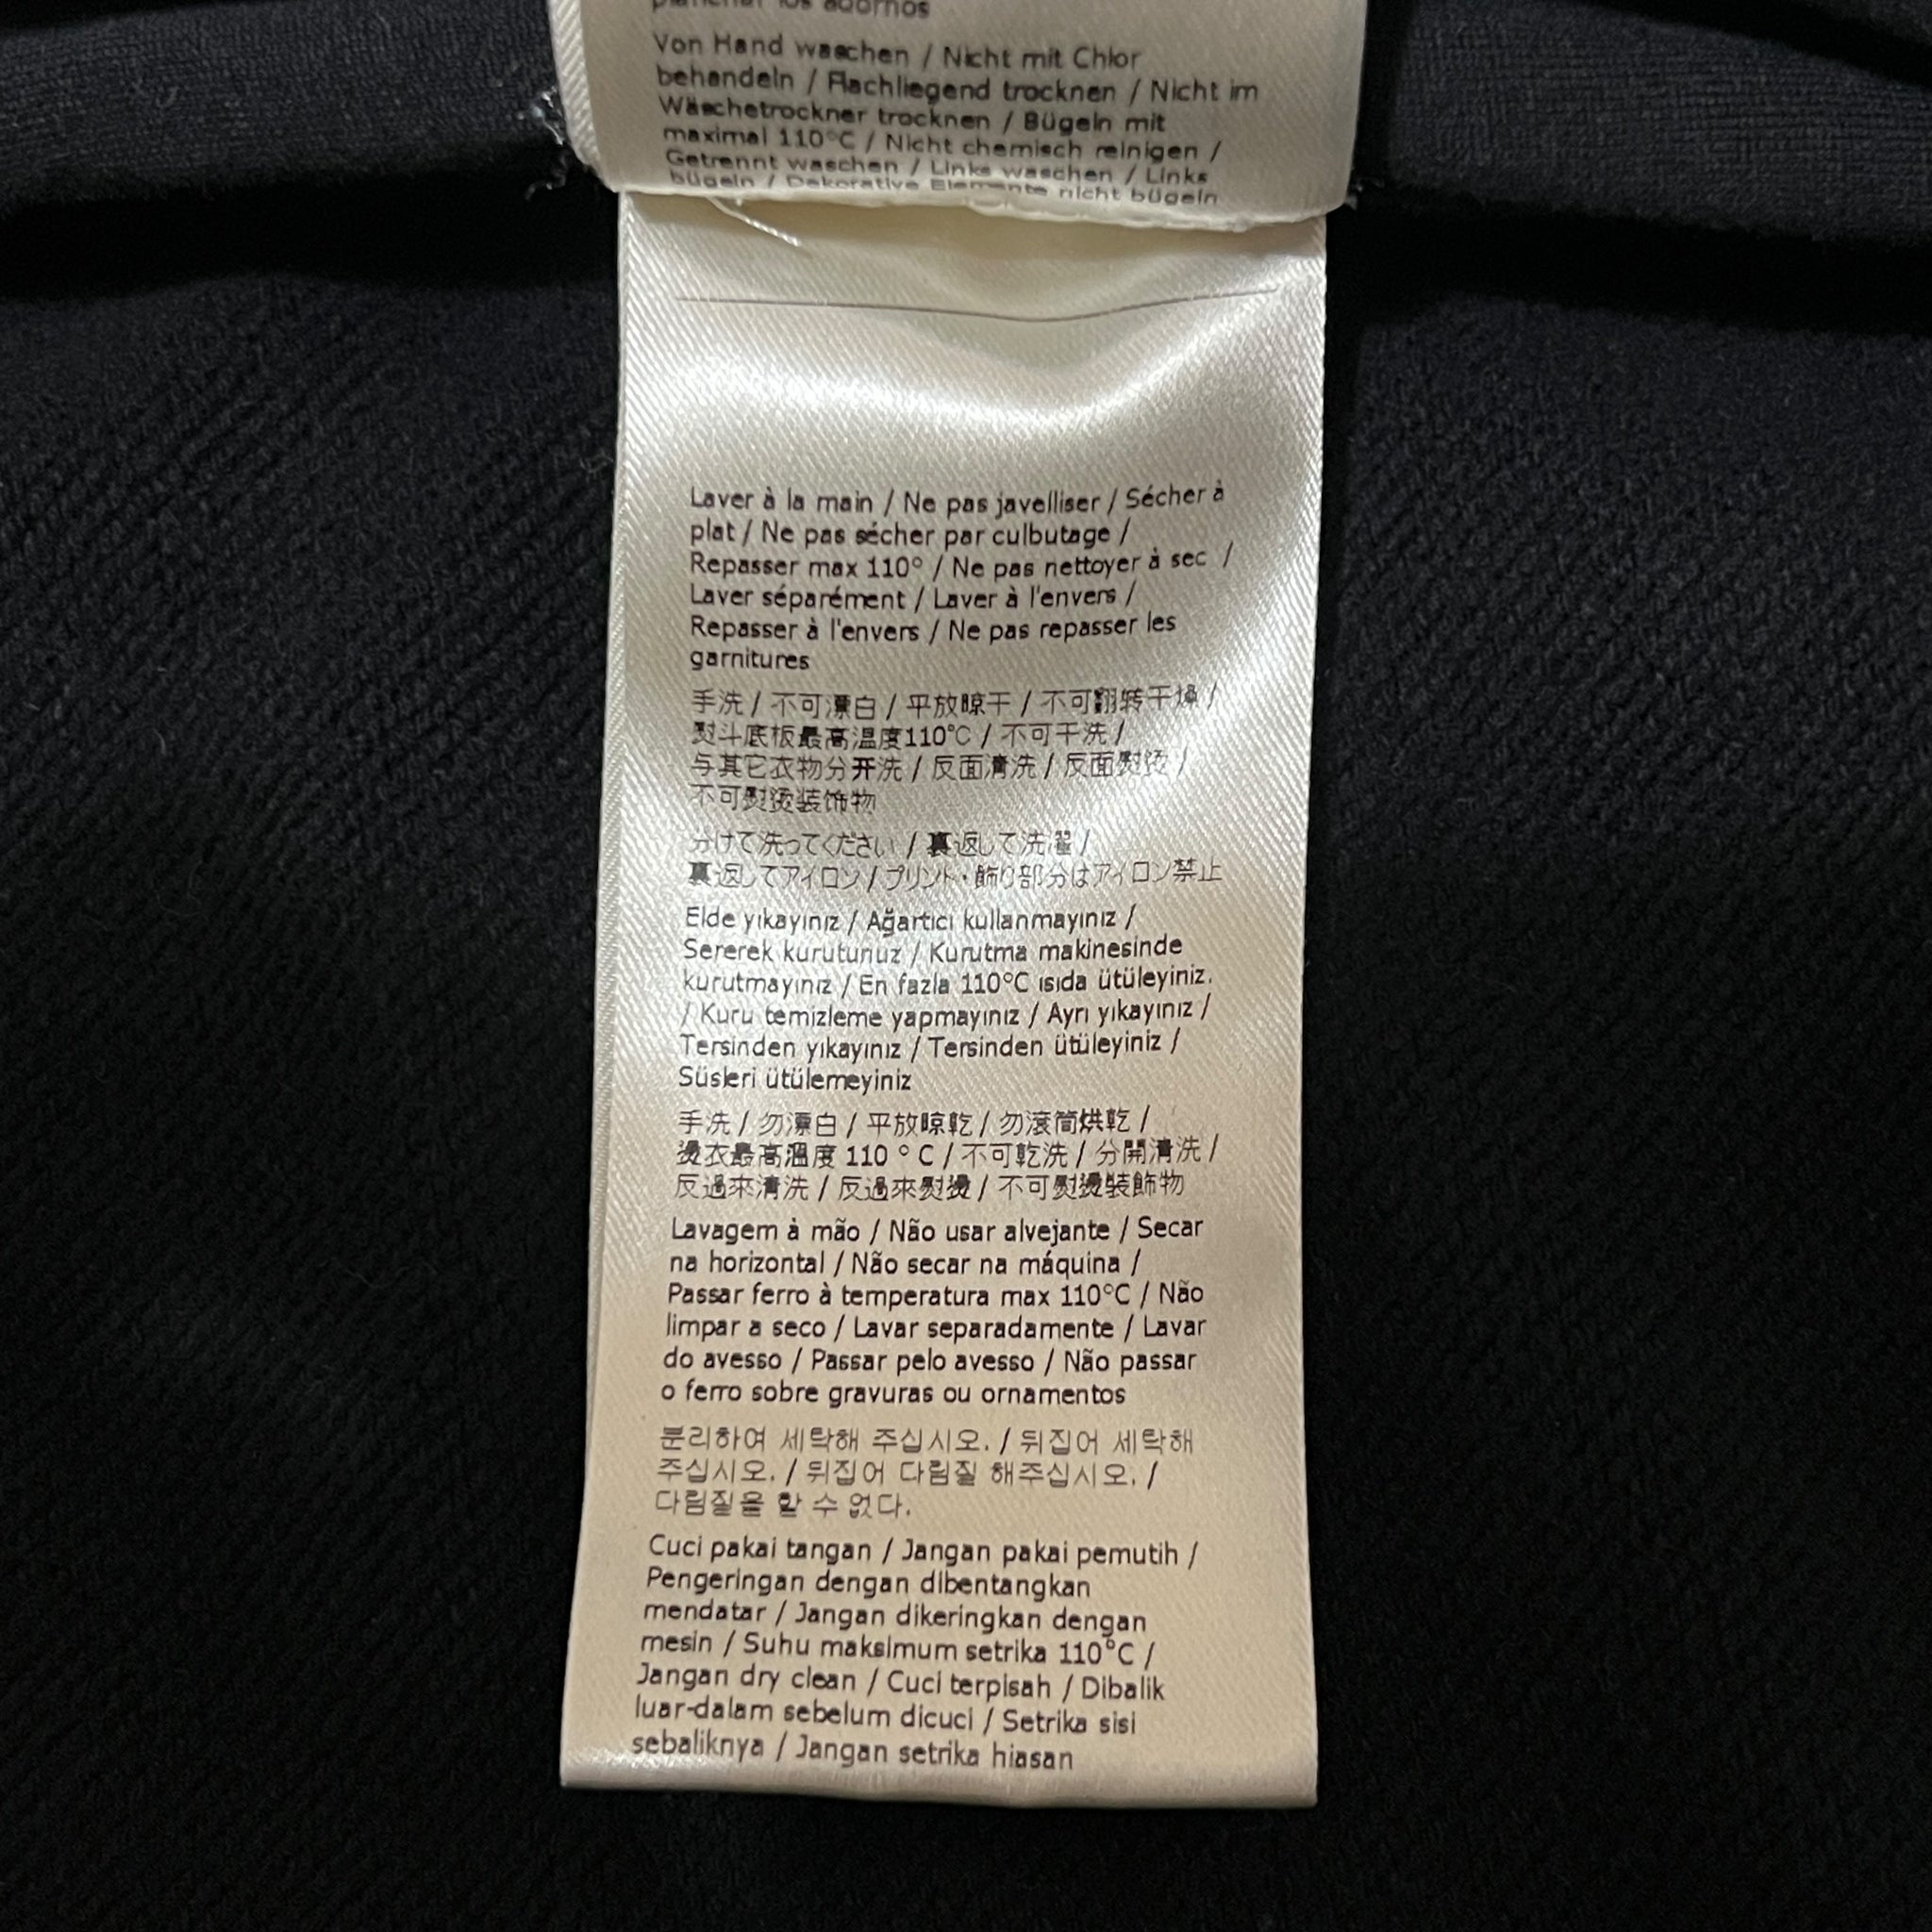 planchar los adornos
Von Hand waschen / Nicht mit Chlor
behandeln / Flachliegend trocknen / Nicht im
Wäschetrockner trocknen / Bügeln mit
maximal 110°C / Nicht chemisch reinigen /
Getrennt waschen / Links waschen / Links
bügeln / Dekorative Elemente nicht bügeln
Laver à la main / Ne pas javelliser / Sécher à
plat / Ne pas sécher par culbutage /
Repasser max 110° / Ne pas nettoyer à sec /
Laver séparément / Laver à l'envers /
Repasser à l'envers / Ne pas repasser les
garnitures
手洗 / 不可漂白 / 平放晾干 / 不可翻转干燥 /
熨斗底板最高温度110°C / 不可干洗 /
与其它衣物分开洗 / 反面清洗 / 反面熨烫 /
不可熨烫装饰物
分けて洗ってください / 裏返して洗濯 /
裏返してアイロン / プリント・飾り部分はアイロン禁止
Elde yıkayınız / Ağartıcı kullanmayınız /
Sererek kurutunuz / Kurutma makinesinde
kurutmayınız / En fazla 110°C ısıda ütüleyiniz.
/ Kuru temizleme yapmayınız / Ayrı yıkayınız /
Tersinden yıkayınız / Tersinden ütüleyiniz /
Süsleri ütülemeyiniz
手洗 / 勿漂白 / 平放晾乾 / 勿滾筒烘乾 /
燙衣最高溫度 110 ° C / 不可乾洗 / 分開清洗 /
反過來清洗 / 反過來熨燙 / 不可熨燙裝飾物
Lavagem à mão / Não usar alvejante / Secar
na horizontal / Não secar na máquina /
Passar ferro à temperatura max 110°C / Não
limpar a seco / Lavar separadamente / Lavar
do avesso / Passar pelo avesso / Não passar
o ferro sobre gravuras ou ornamentos
분리하여 세탁해 주십시오. / 뒤집어 세탁해
주십시오. / 뒤집어 다림질 해주십시오. /
다림질을 할 수 없다.
Cuci pakai tangan / Jangan pakai pemutih /
Pengeringan dengan dibentangkan
mendatar / Jangan dikeringkan dengan
mesin / Suhu maksimum setrika 110°C /
Jangan dry clean / Cuci terpisah / Dibalik
luar-dalam sebelum dicuci / Setrika sisi
sebaliknya / Jangan setrika hiasan